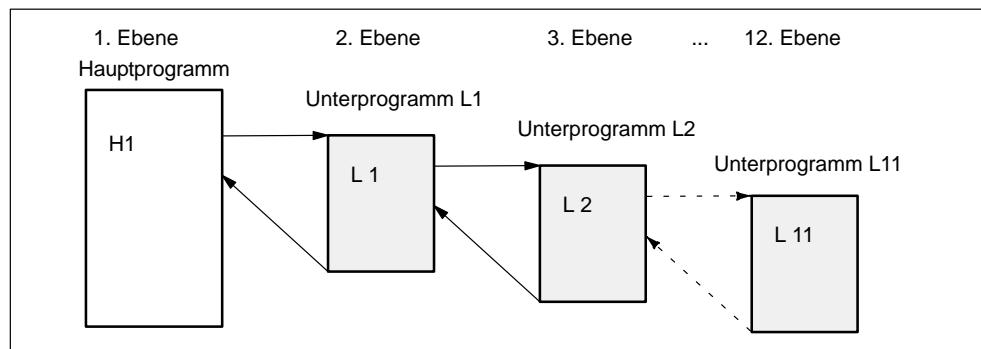 1. Ebene 2. Ebene 3. Ebene ... 12. Ebene
Hauptprogramm
Unterprogramm L1
Unterprogramm L2
Unterprogramm L11
H1
L 1
L 2
L 11